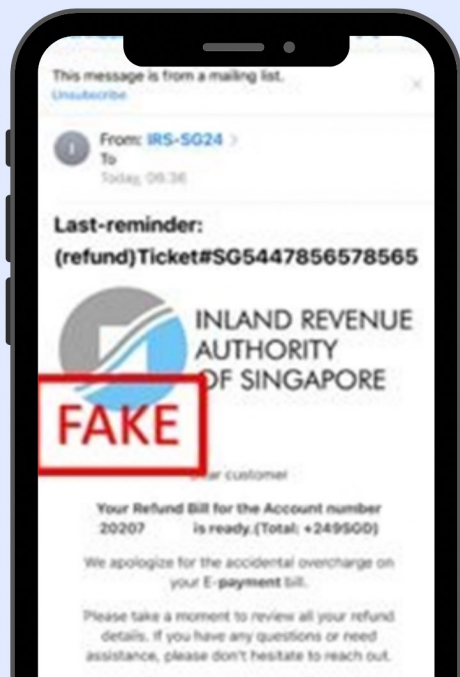 This message is from a mailing list.
Unsubscribe
From: IRS-SG24 >
To
Today, 09:36
Last-reminder:
(refund)Ticket#SG5447856578565
INLAND REVENUE
AUTHORITY
OF SINGAPORE
FAKE
customer
Your Refund Bill for the Account number
20207 is ready.(Total: +249SGD)
We apologize for the accidental overcharge on
your E-payment bill.
Please take a moment to review all your refund
details. If you have any questions or need
assistance, please don't hesitate to reach out.